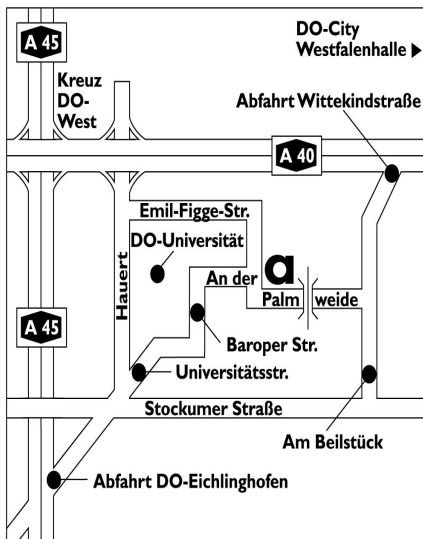 A 45
DO-City
Westfalenhalle
Kreuz
DO-
West
Abfahrt Wittekindstraße
A 40
Emil-Figge-Str.
DO-Universität
Hauert
An der
a
Palm weide
A 45
Baroper Str.
Universitätsstr.
Stockumer Straße
Am Beilstück
Abfahrt DO-Eichlinghofen